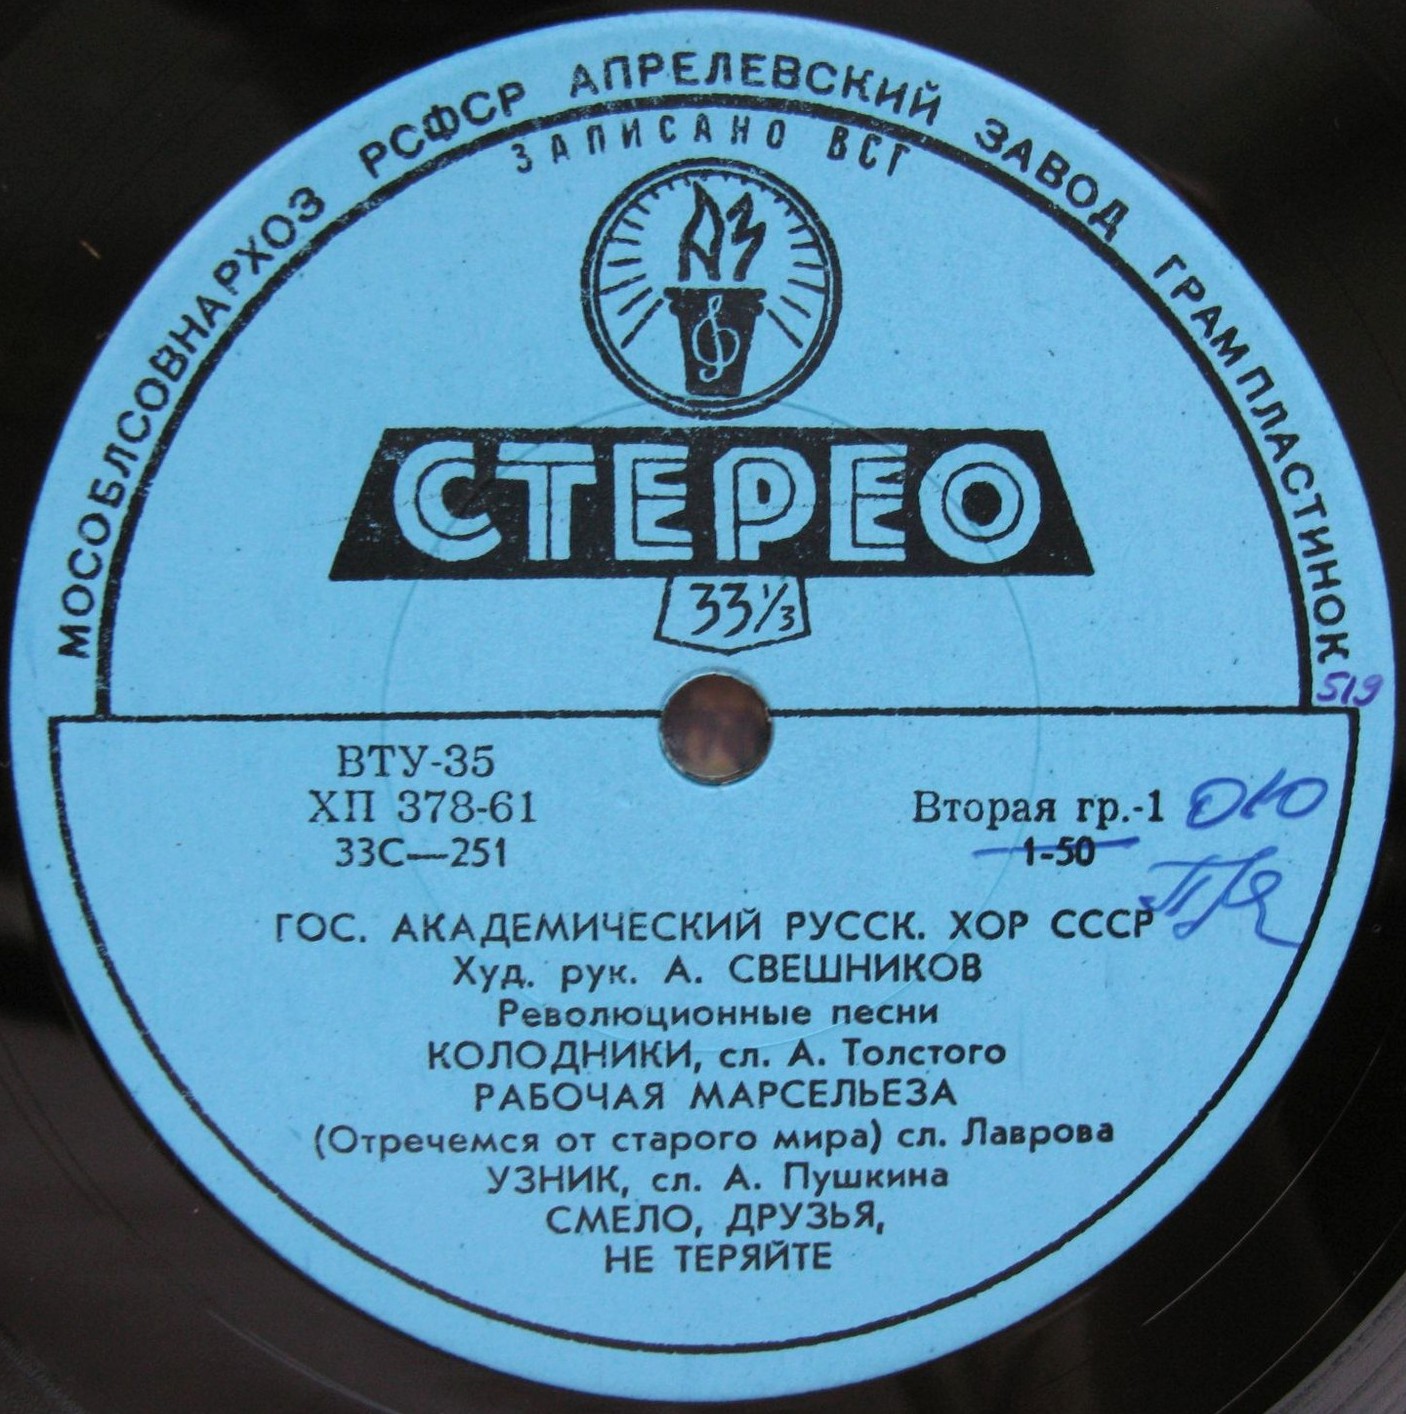 МОСОБЛСОВНАРХОЗ РСФСР АПРЕЛЕВСКИЙ ЗАВОД ГРАМПЛАСТИНОК
ЗАПИСАНО ВСГ
АЗ
СТЕРЕО
33⅓
519
ВТУ-35
ХП 378-61
33С—251
Вторая гр.-1
1-50
ГОС. АКАДЕМИЧЕСКИЙ РУССК. ХОР СССР
Худ. рук. А. СВЕШНИКОВ
Революционные песни
КОЛОДНИКИ, сл. А. Толстого
РАБОЧАЯ МАРСЕЛЬЕЗА
(Отречемся от старого мира) сл. Лаврова
УЗНИК, сл. А. Пушкина
СМЕЛО, ДРУЗЬЯ,
НЕ ТЕРЯЙТЕ